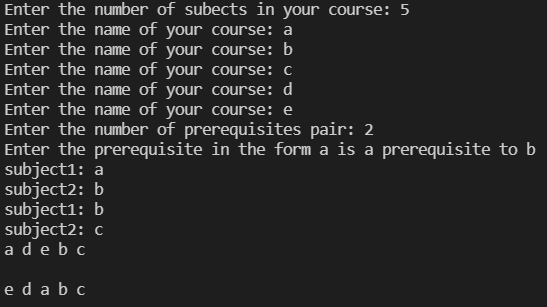 Enter the number of subects in your course: 5
Enter the name of your course: a
Enter the name of your course: b
Enter the name of your course: c
Enter the name of your course: d
Enter the name of your course: e
Enter the number of prerequisites pair: 2
Enter the prerequisite in the form a is a prerequisite to b
subject1: a
subject2: b
subject1: b
subject2: c
a d e b c
e d a b c